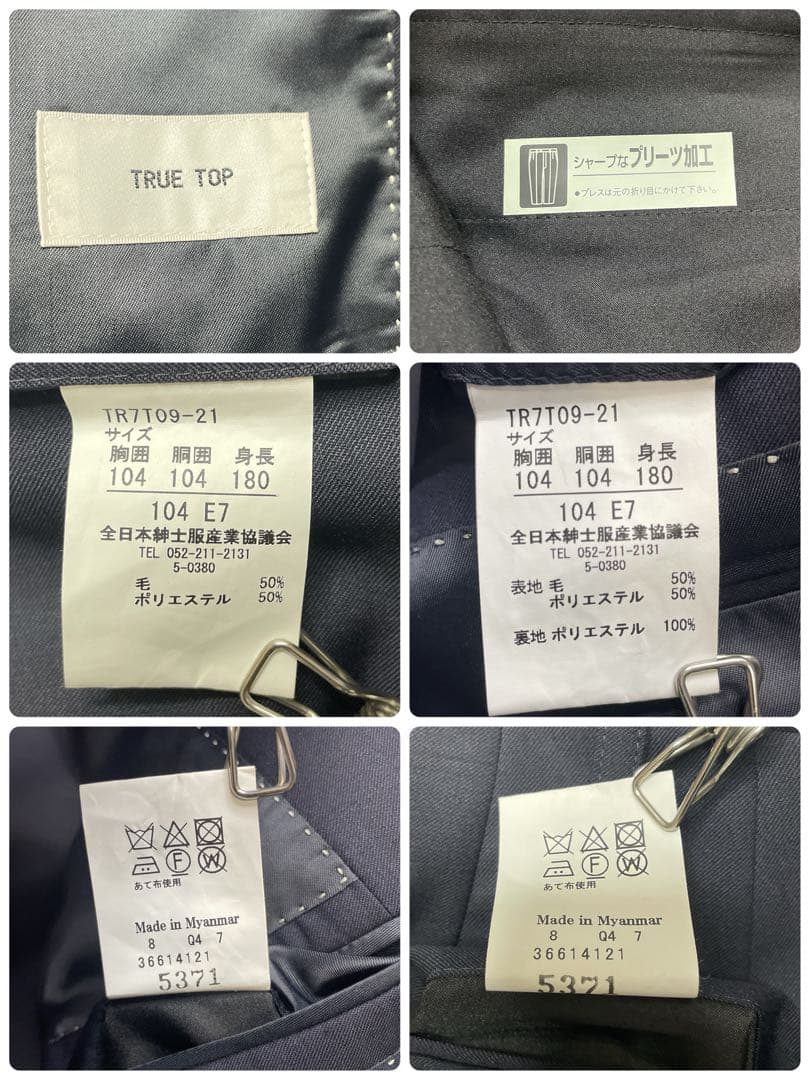 TRUE TOP
シャープなプリーツ加工
●プレスは元の折り目にかけて下さい。
TR7T09-21
サイズ
胸囲 胴囲 身長
104 104 180
104 E7
全日本紳士服産業協議会
TEL 052-211-2131
5-0380
毛 50%
ポリエステル 50%
TR7T09-21
サイズ
胸囲 胴囲 身長
104 104 180
104 E7
全日本紳士服産業協議会
TEL 052-211-2131
5-0380
表地 毛 50%
ポリエステル 50%
裏地 ポリエステル 100%
F W
あて布使用
Made in Myanmar
8 Q4 7
36614121
5371
F W
あて布使用
Made in Myanmar
8 Q4 7
36614121
5371